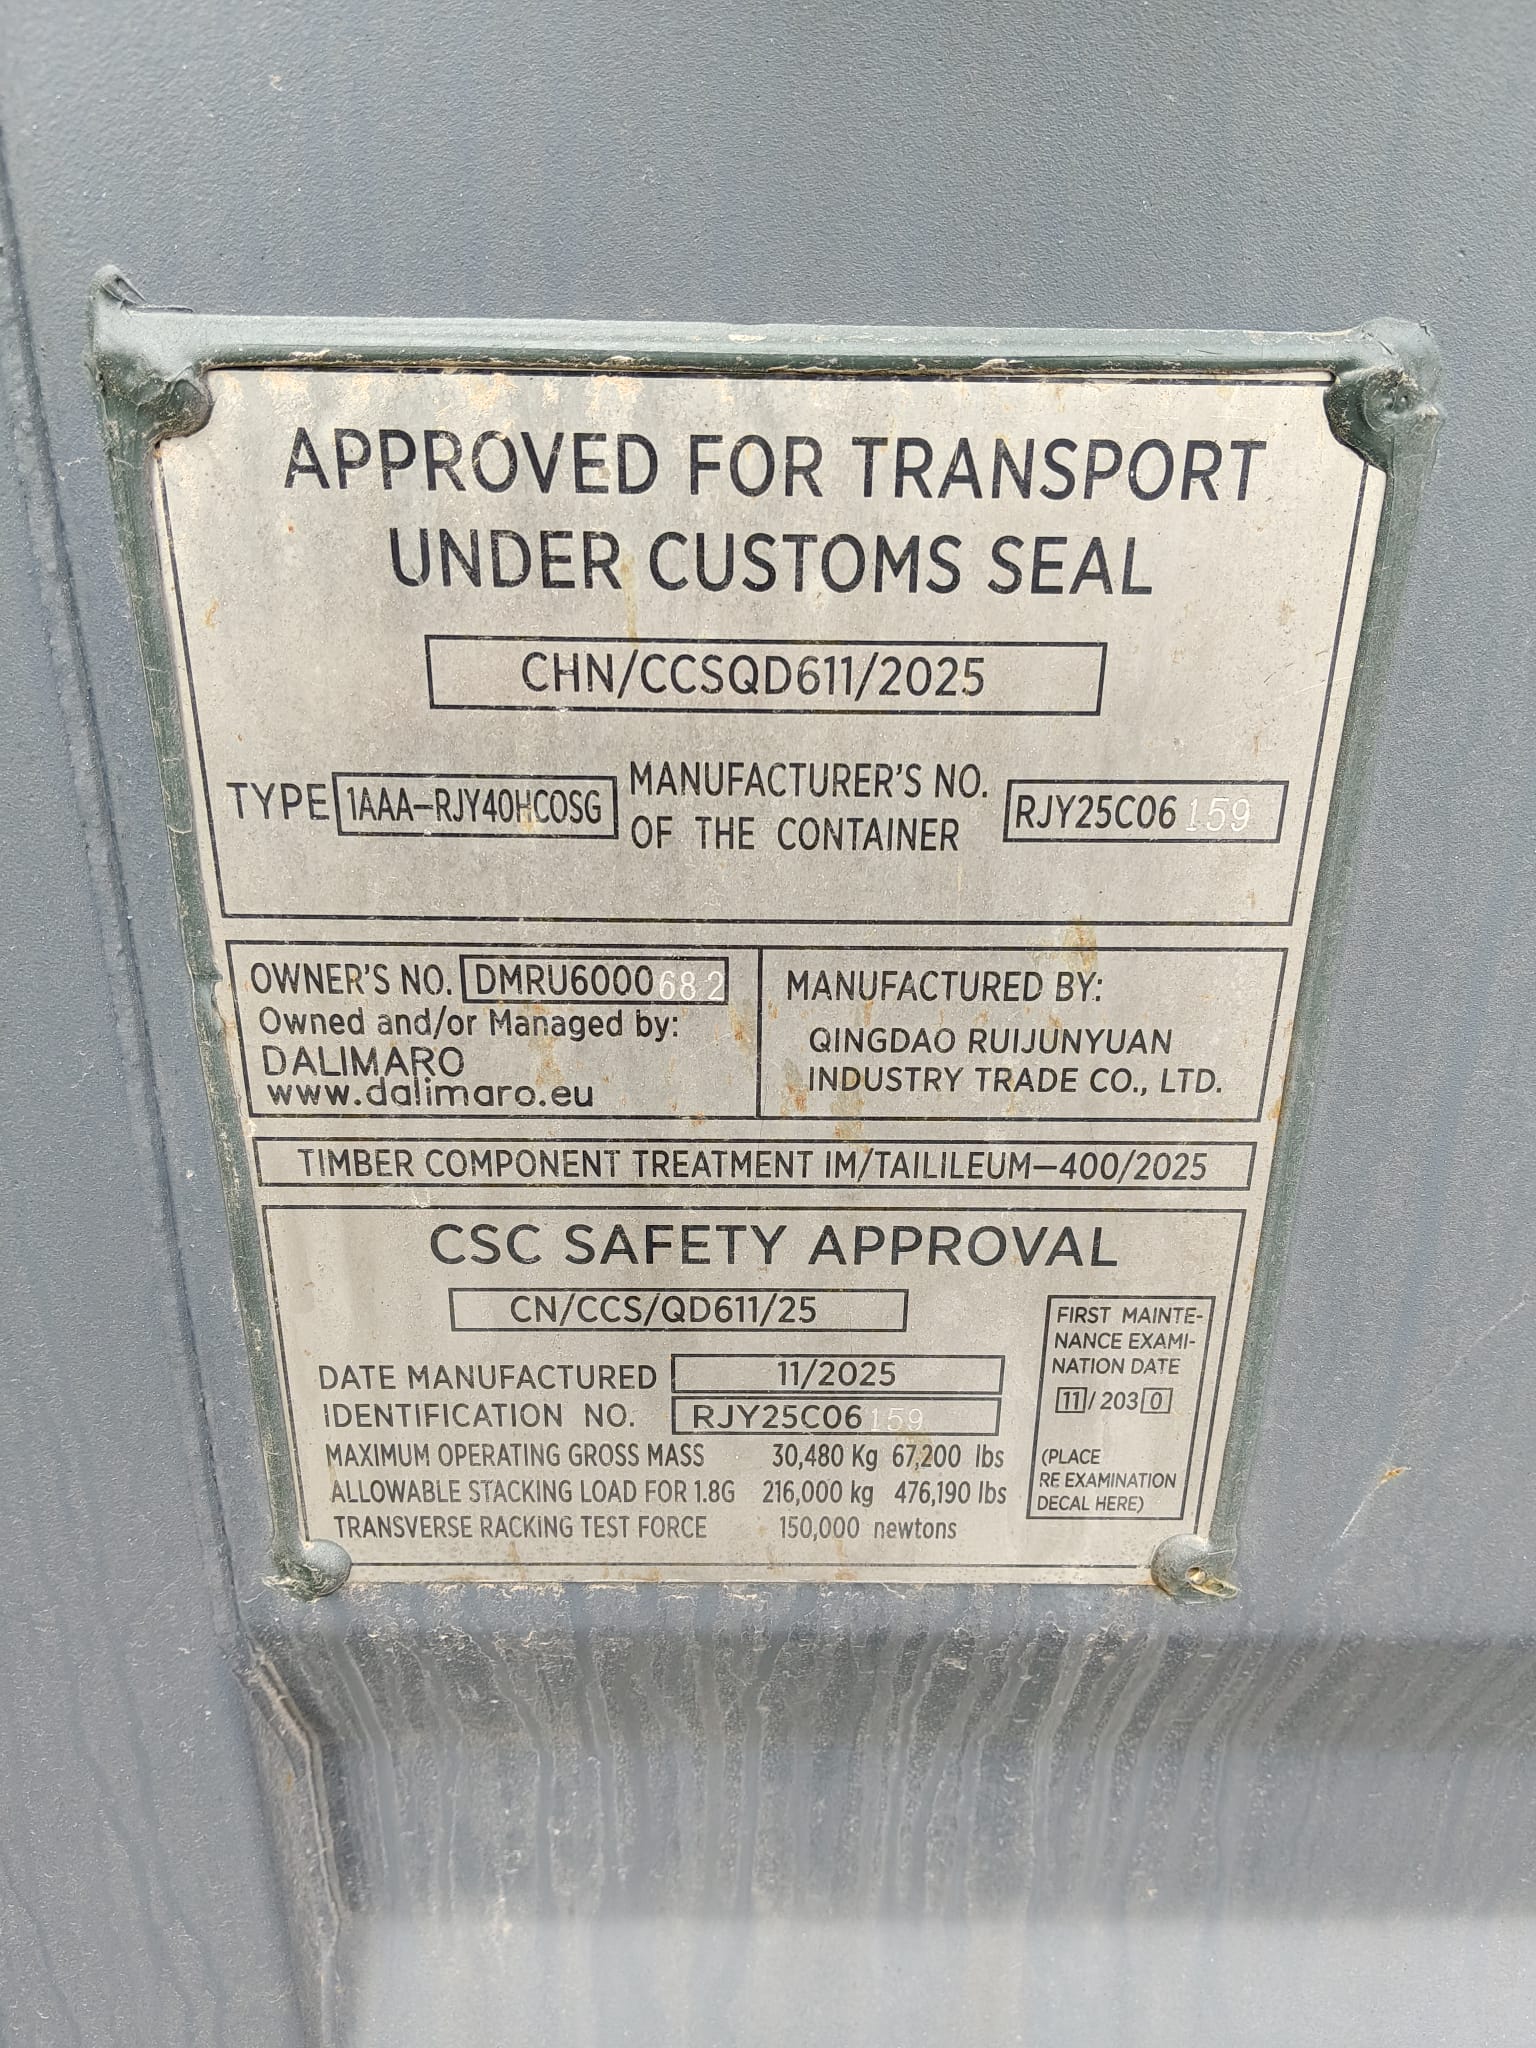 APPROVED FOR TRANSPORT
UNDER CUSTOMS SEAL
CHN/CCSQD611/2025
TYPE 1AAA-RJY40HCOSG MANUFACTURER'S NO. OF THE CONTAINER RJY25C06 159
OWNER'S NO. DMRU6000682
Owned and/or Managed by:
DALIMARO
www.dalimaro.eu
MANUFACTURED BY:
QINGDAO RUIJUNYUAN
INDUSTRY TRADE CO., LTD.
TIMBER COMPONENT TREATMENT IM/TAILILEUM-400/2025
CSC SAFETY APPROVAL
CN/CCS/QD611/25
DATE MANUFACTURED 11/2025
IDENTIFICATION NO. RJY25C06 159
MAXIMUM OPERATING GROSS MASS 30,480 Kg 67,200 lbs
ALLOWABLE STACKING LOAD FOR 1.8G 216,000 kg 476,190 lbs
TRANSVERSE RACKING TEST FORCE 150,000 newtons
FIRST MAINTE-
NANCE EXAMI-
NATION DATE
11/2030
(PLACE
RE EXAMINATION
DECAL HERE)